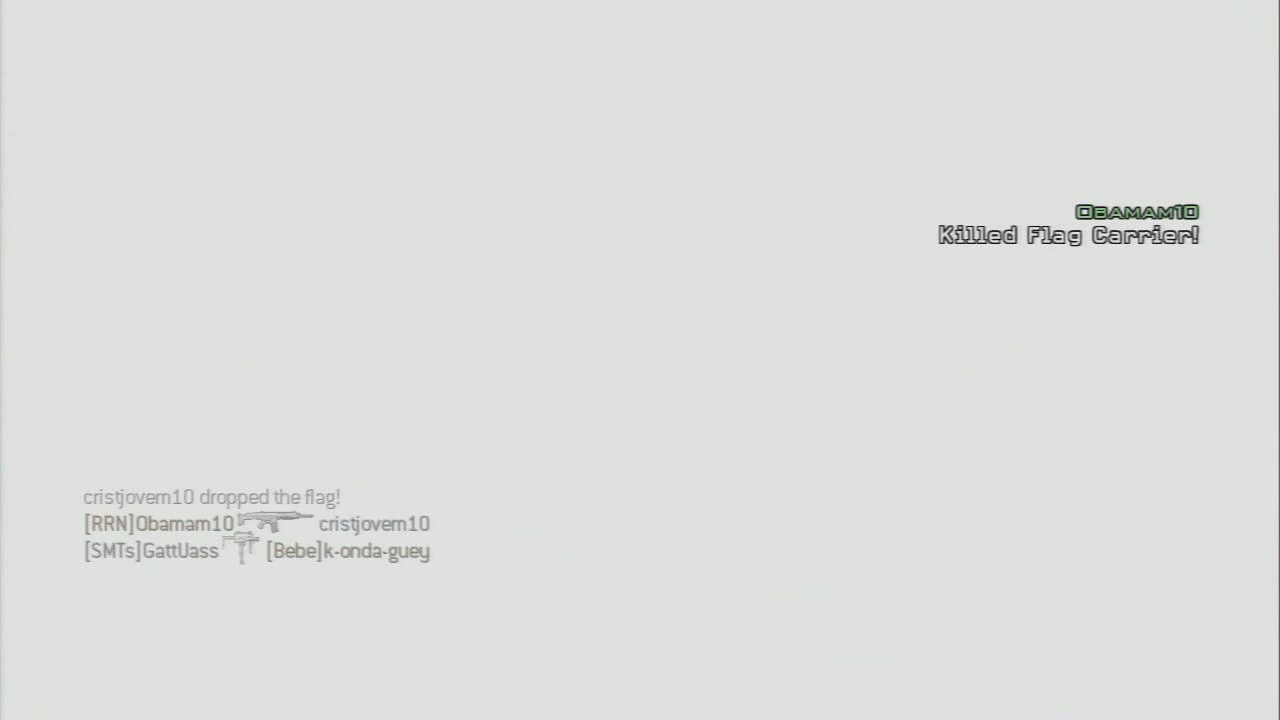 Obamam10
Killed Flag Carrier!
cristjovem10 dropped the flag!
[RRN]Obamam10 cristjovem10
[SMTs]GattUass [Bebe]k-onda-guey